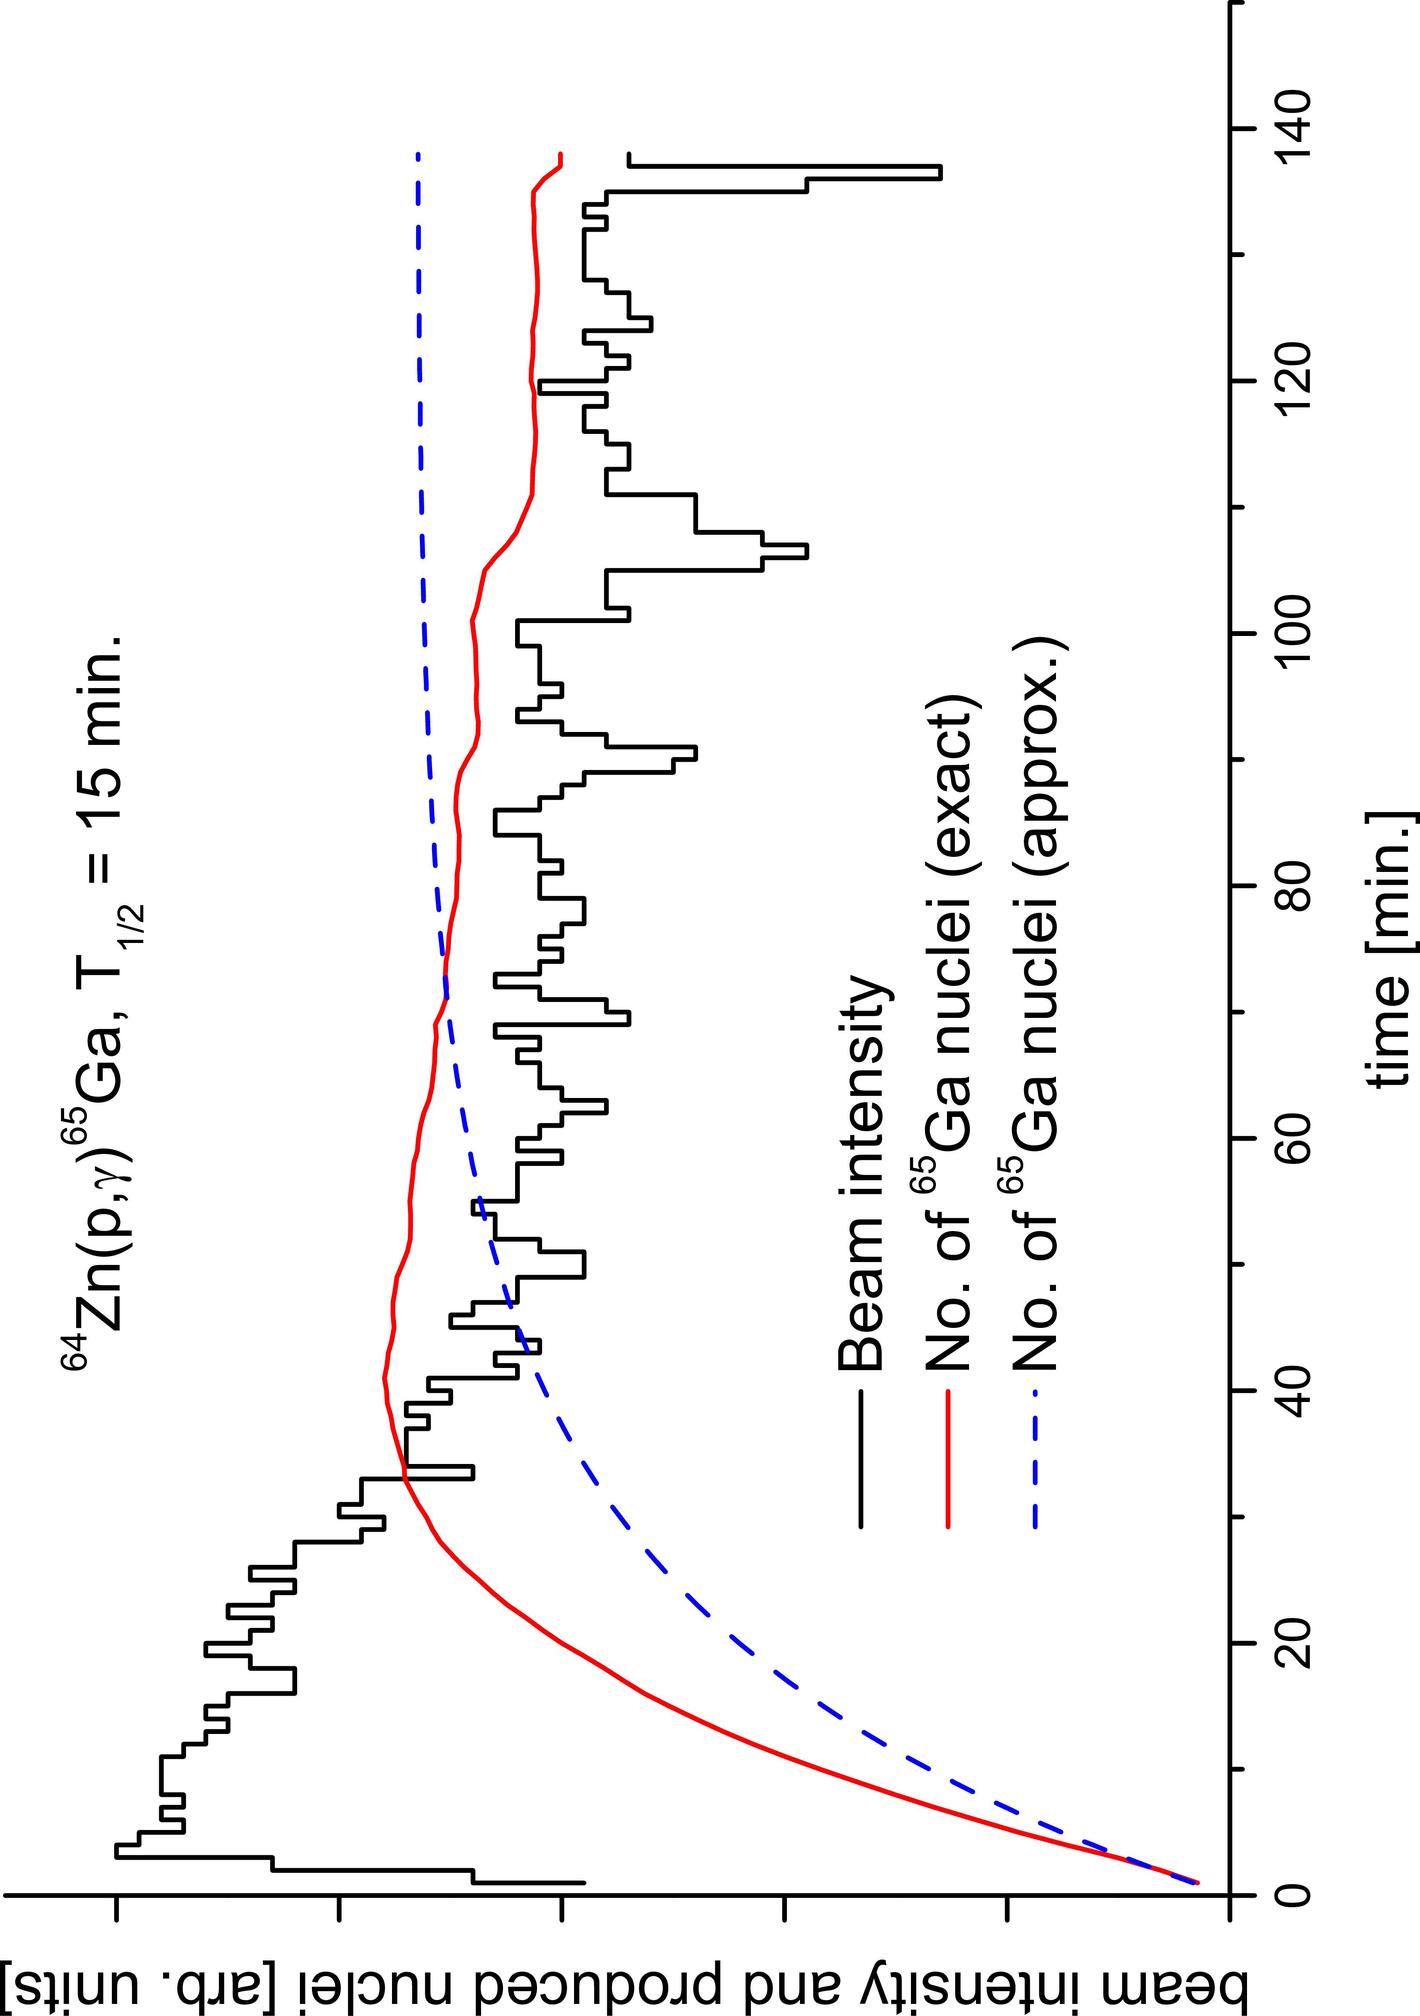 ⁶⁴Zn(p,γ)⁶⁵Ga, T₁/₂ = 15 min.
Beam intensity
No. of ⁶⁵Ga nuclei (exact)
No. of ⁶⁵Ga nuclei (approx.)
beam intensity and produced nuclei [arb. units]
0 20 40 60 80 100 120 140
time [min.]